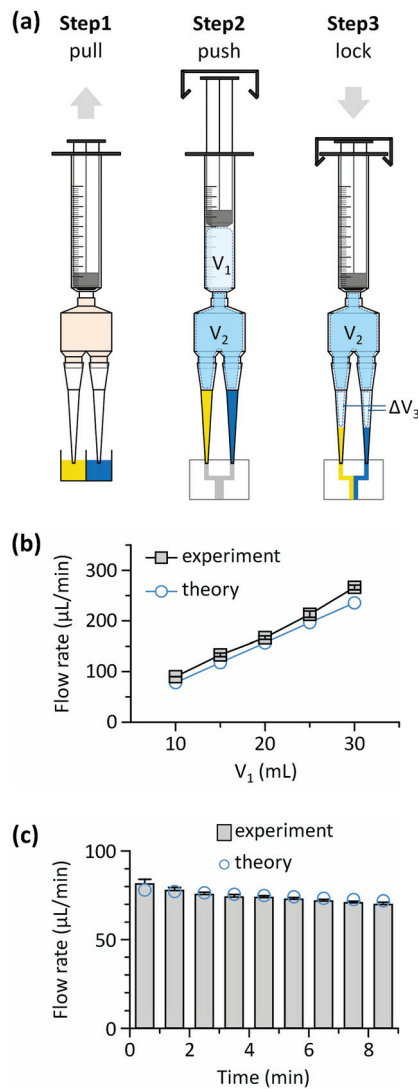 (a) Step1 Step2 Step3
pull push lock
V1
V2 V2
ΔV3
(b)
experiment
theory
300
200
100
0
Flow rate (μL/min)
10 20 30
V1 (mL)
(c)
experiment
theory
100
50
0
Flow rate (μL/min)
0 2 4 6 8
Time (min)